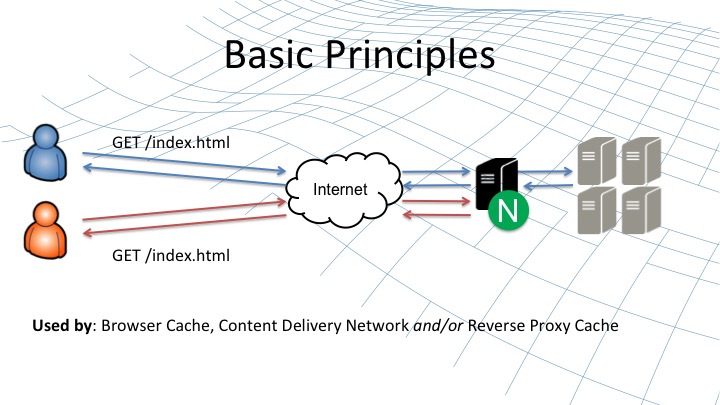 Basic Principles
GET /index.html
Internet
N
GET /index.html
Used by: Browser Cache, Content Delivery Network and/or Reverse Proxy Cache